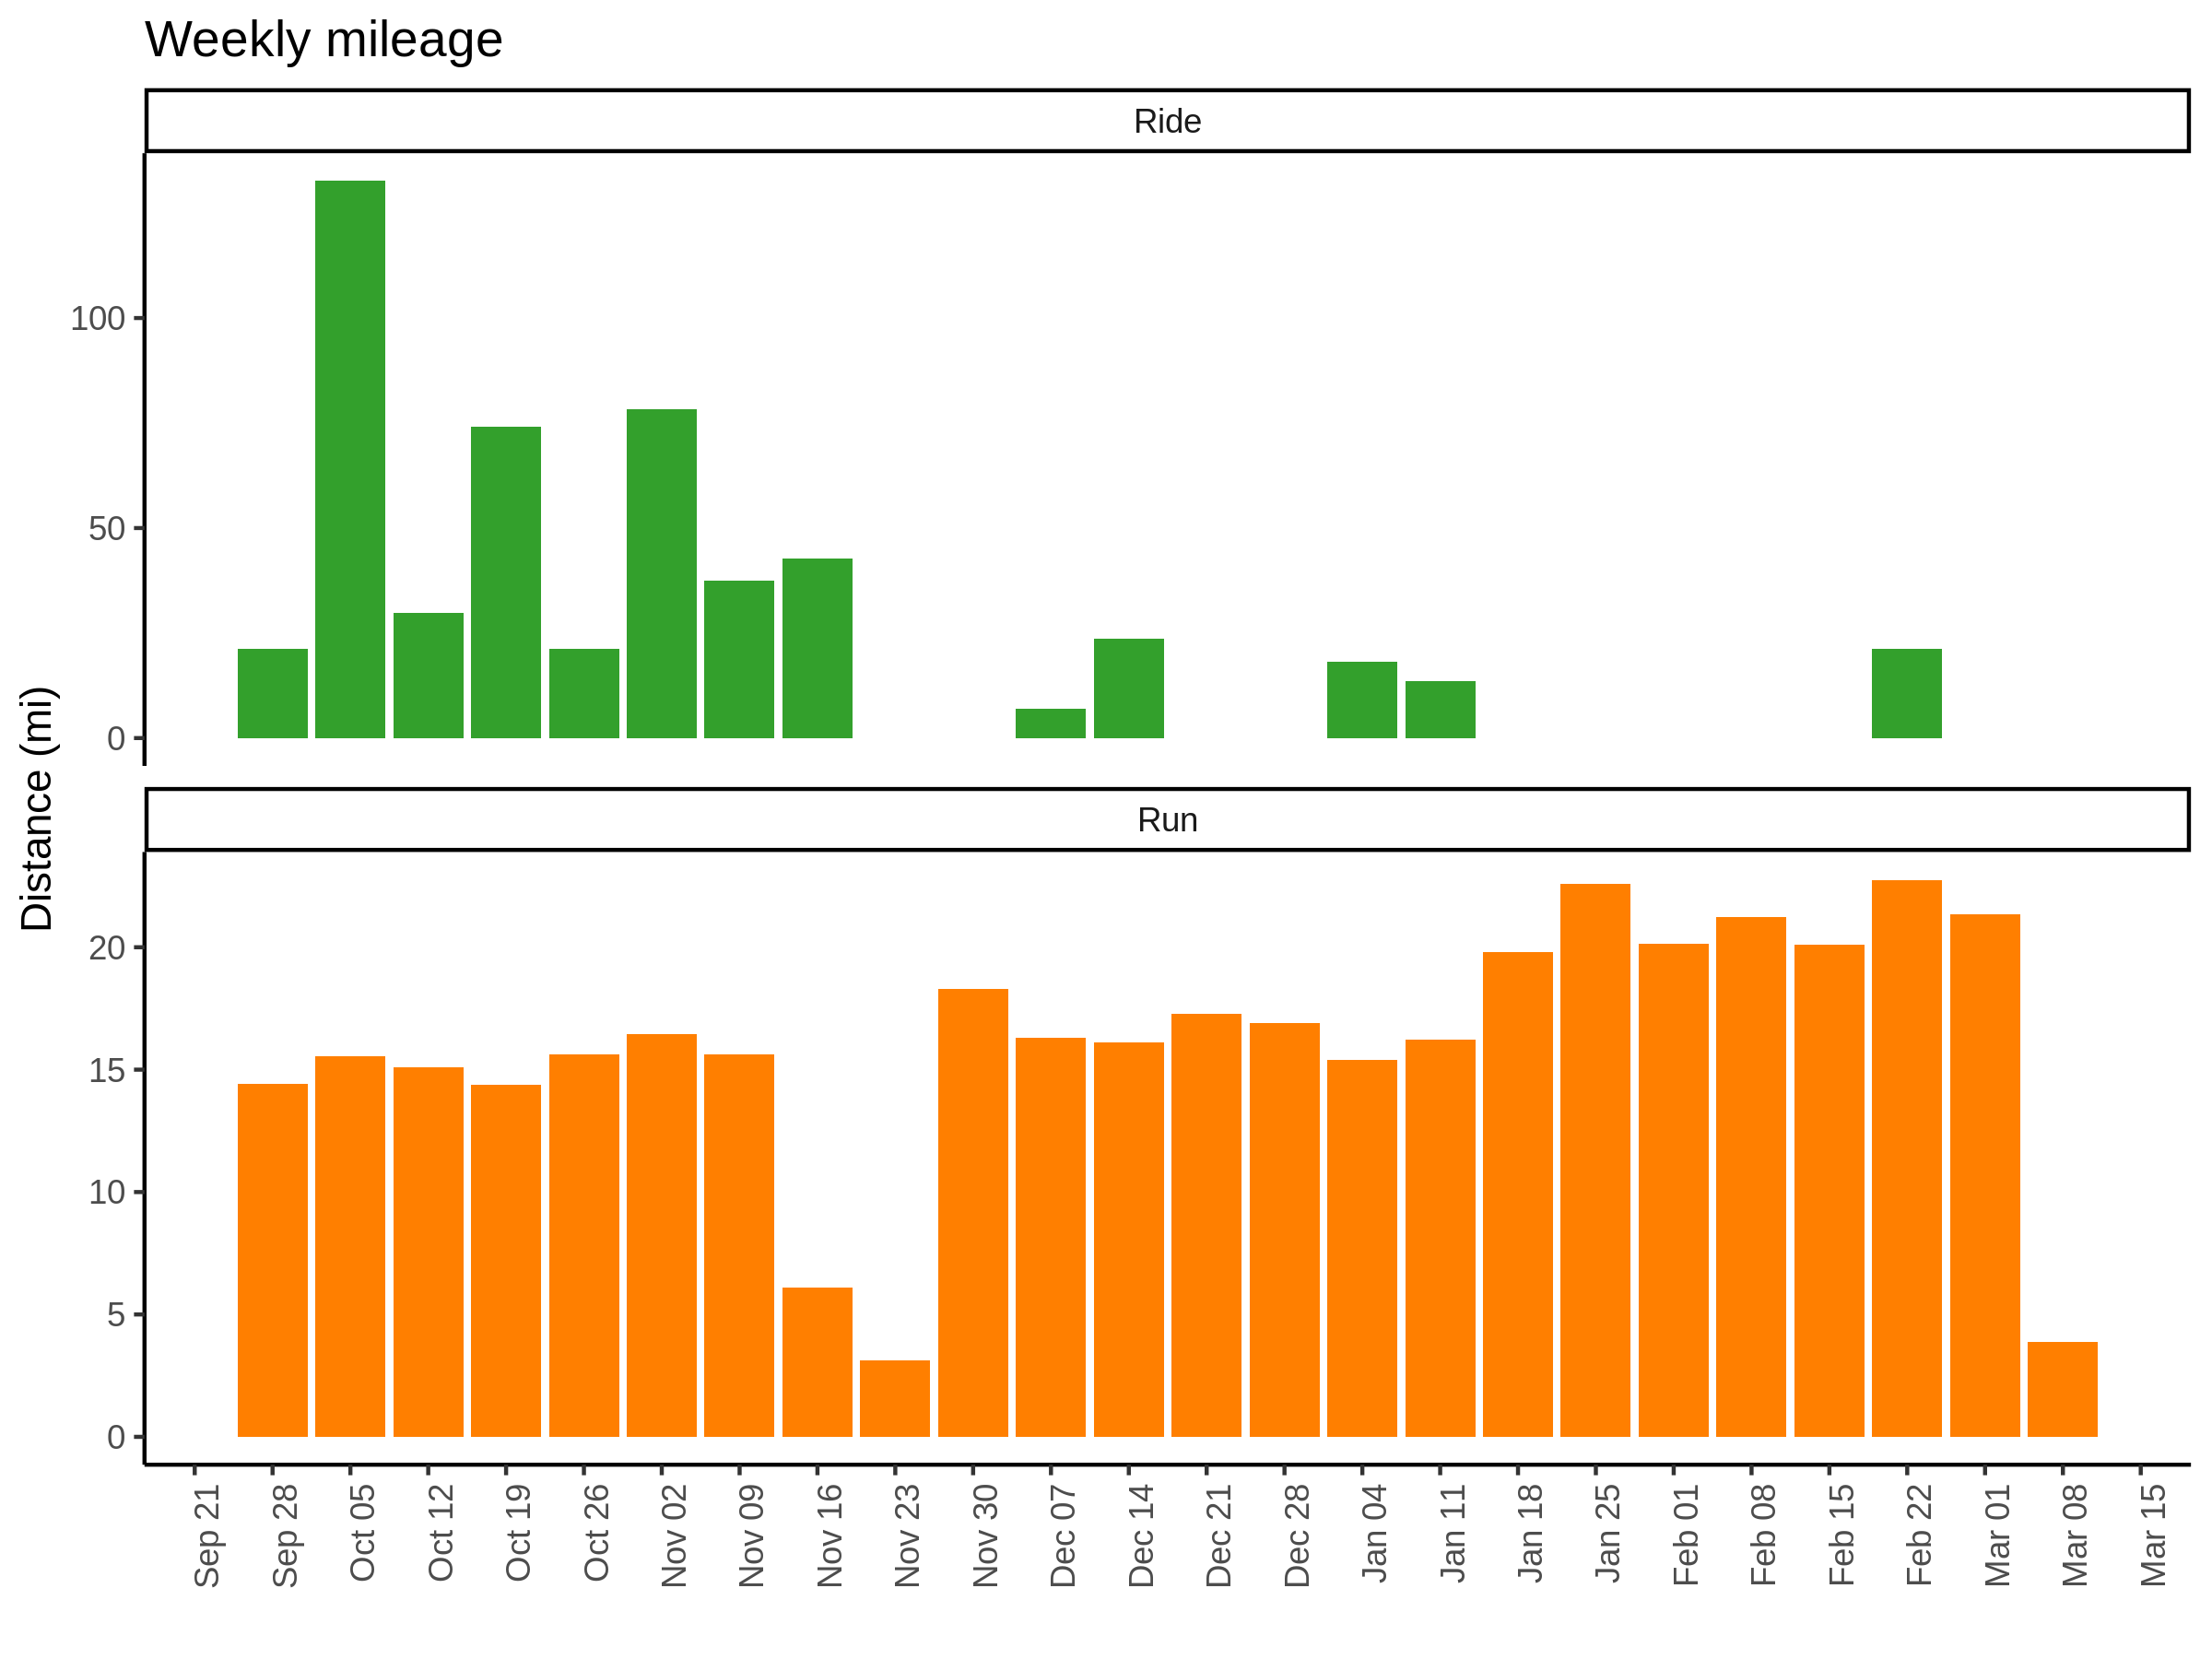 Weekly mileage
Ride
100
50
0
Distance (mi)
Run
20
15
10
5
0
Sep 21
Sep 28
Oct 05
Oct 12
Oct 19
Oct 26
Nov 02
Nov 09
Nov 16
Nov 23
Nov 30
Dec 07
Dec 14
Dec 21
Dec 28
Jan 04
Jan 11
Jan 18
Jan 25
Feb 01
Feb 08
Feb 15
Feb 22
Mar 01
Mar 08
Mar 15